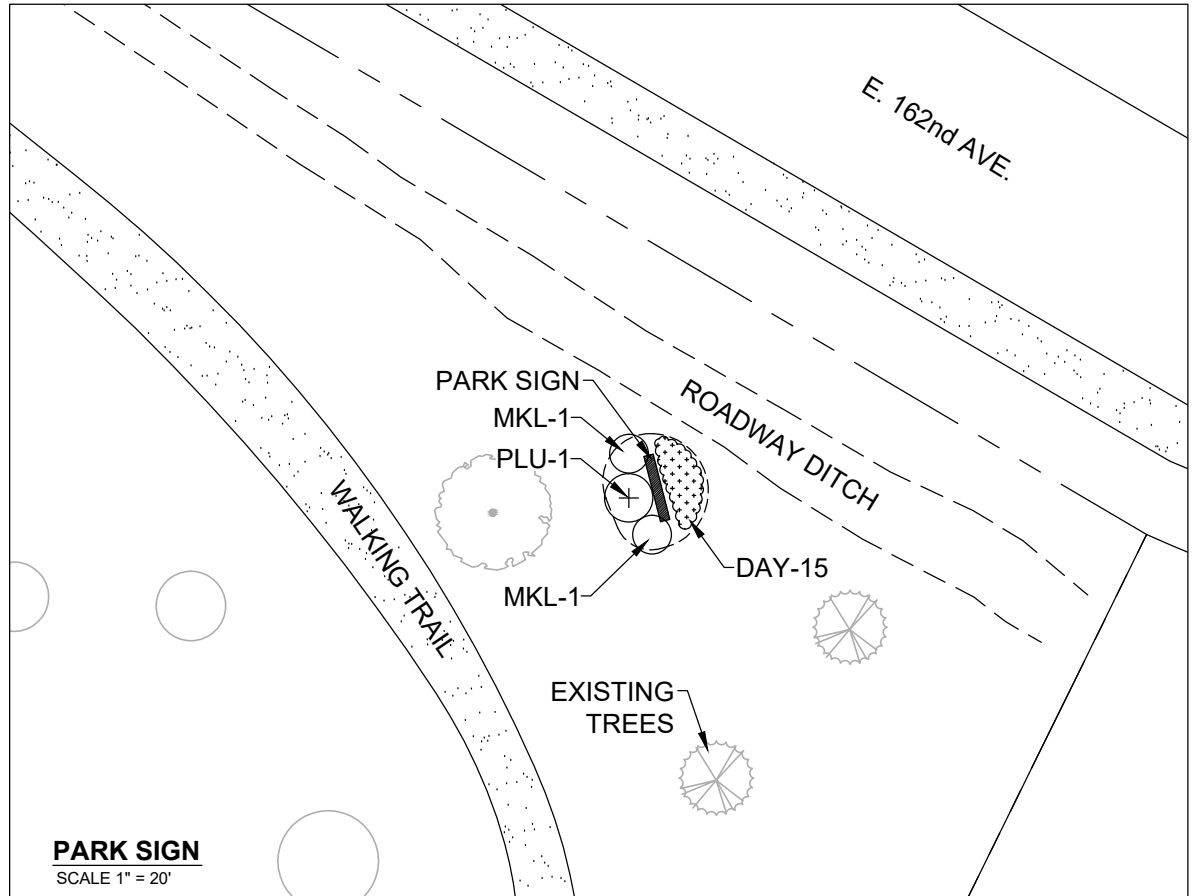 E. 162nd AVE.
PARK SIGN
MKL-1
PLU-1
ROADWAY DITCH
WALKING TRAIL
DAY-15
MKL-1
EXISTING
TREES
PARK SIGN
SCALE 1" = 20'